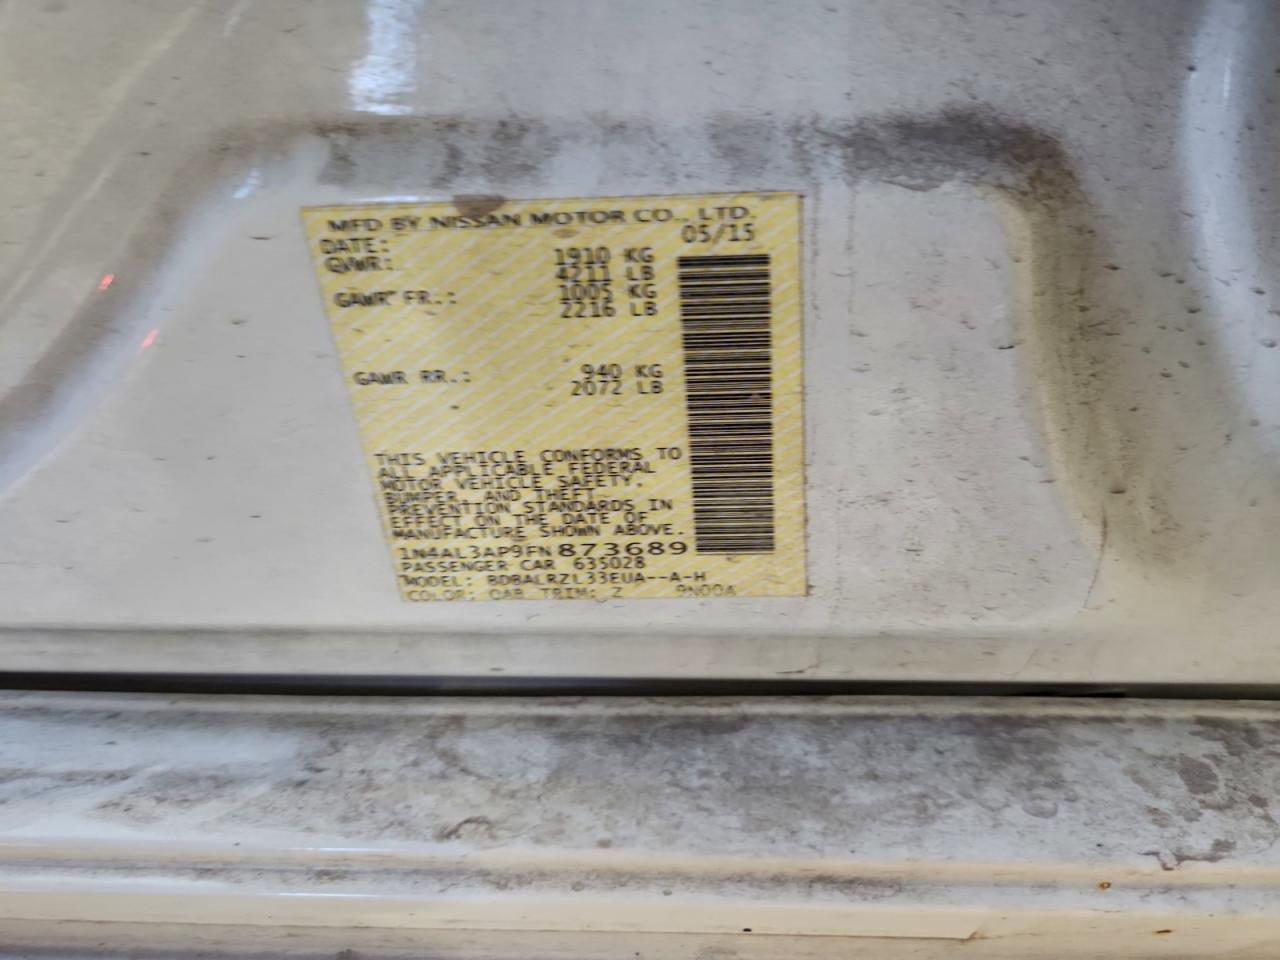 MFD BY NISSAN MOTOR CO., LTD.
DATE: 05/15
GVWR: 1910 KG
4211 LB
GAWR FR.: 1005 KG
2216 LB
GAWR RR.: 940 KG
2072 LB
THIS VEHICLE CONFORMS TO
ALL APPLICABLE FEDERAL
MOTOR VEHICLE SAFETY,
BUMPER, AND THEFT
PREVENTION STANDARDS IN
EFFECT ON THE DATE OF
MANUFACTURE SHOWN ABOVE.
1N4AL3AP9FN873689
PASSENGER CAR 635028
MODEL: BDBALRZL33EUA--A-H
COLOR: QAB TRIM: Z 9N00A